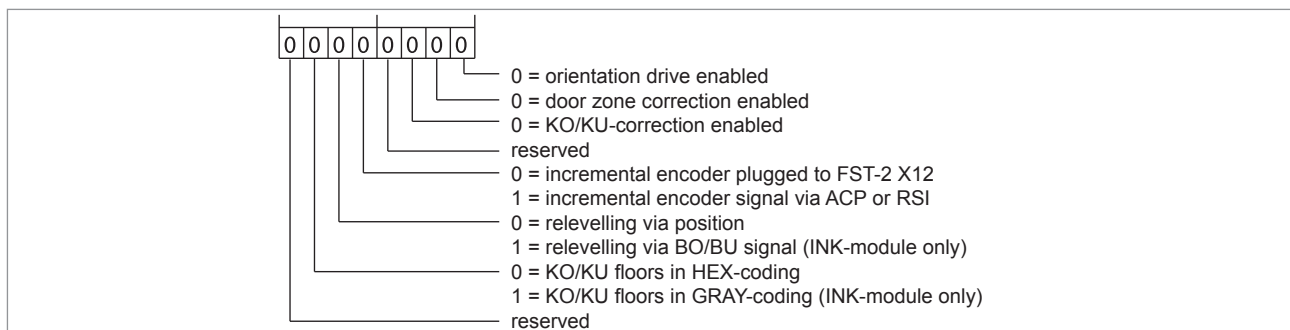 0 0 0 0 0 0 0 0
0 = orientation drive enabled
0 = door zone correction enabled
0 = KO/KU-correction enabled
reserved
0 = incremental encoder plugged to FST-2 X12
1 = incremental encoder signal via ACP or RSI
0 = relevelling via position
1 = relevelling via BO/BU signal (INK-module only)
0 = KO/KU floors in HEX-coding
1 = KO/KU floors in GRAY-coding (INK-module only)
reserved